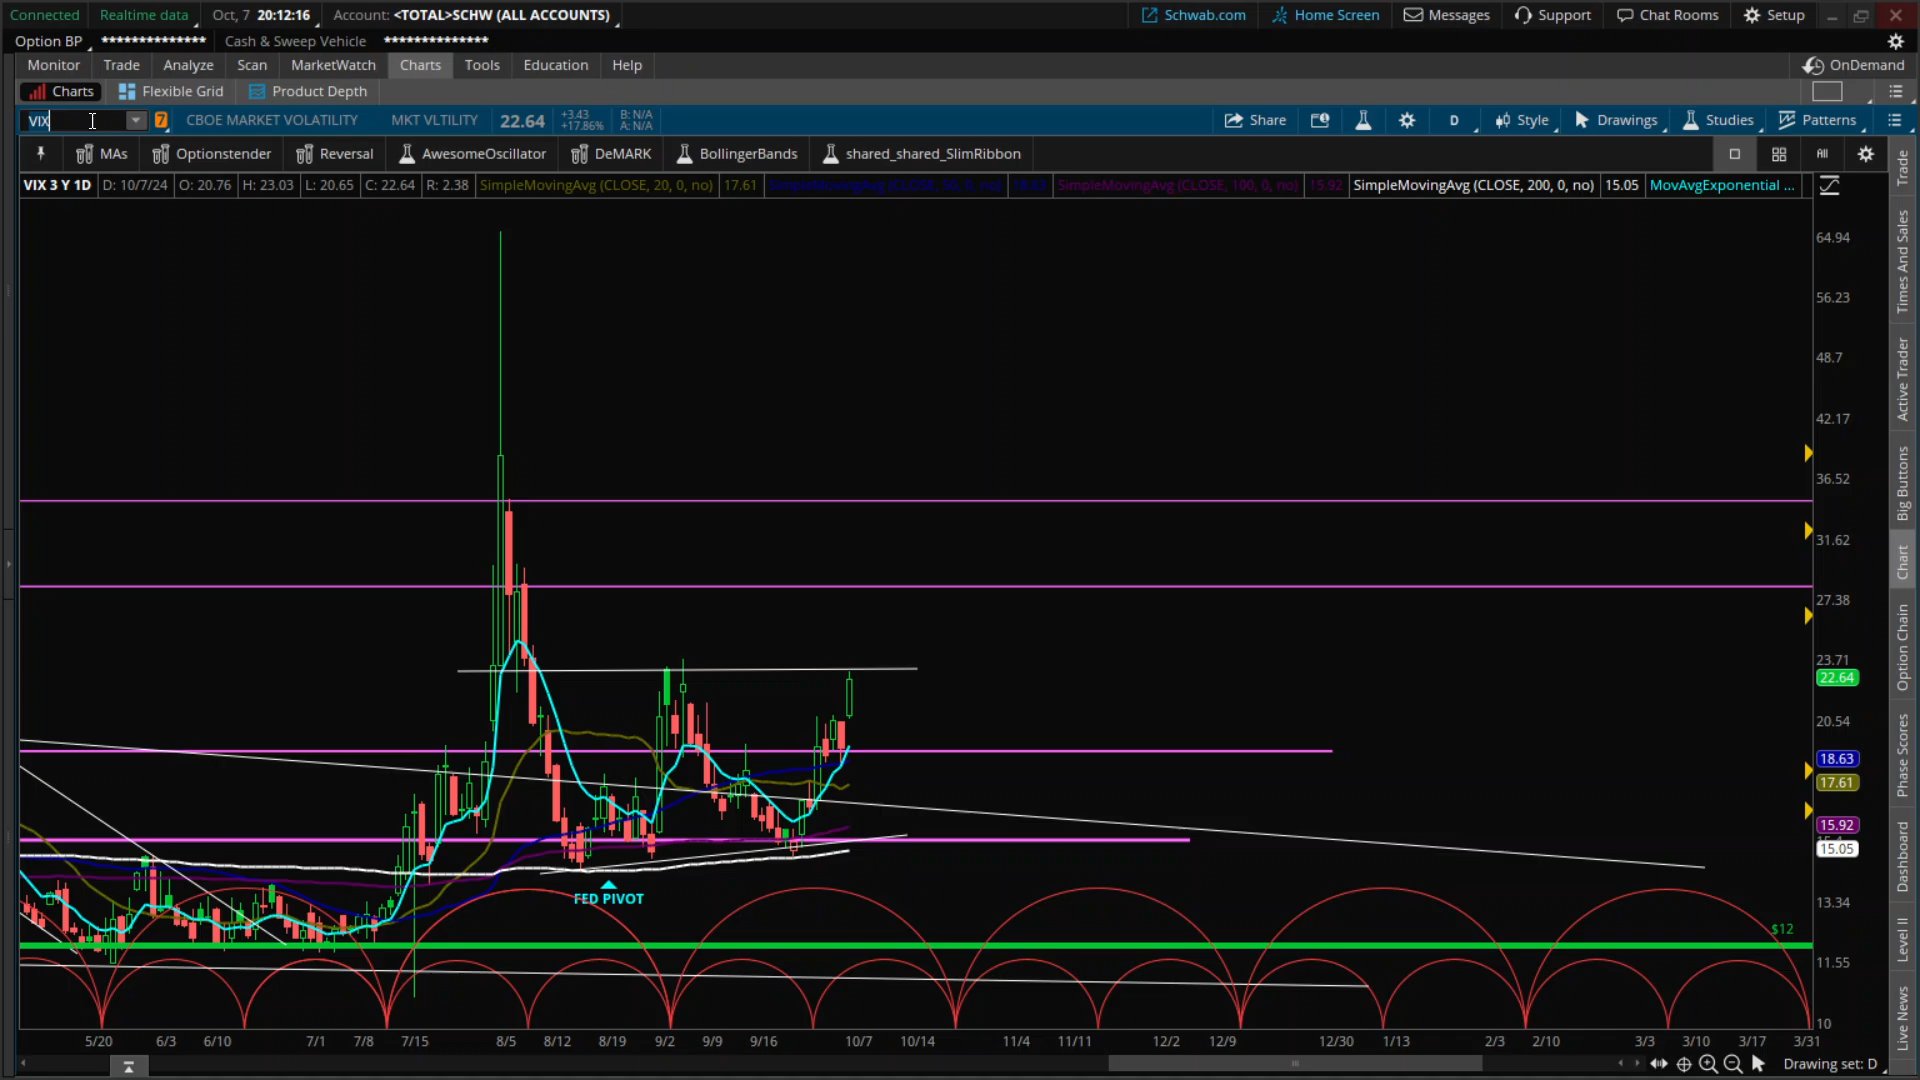 Connected Realtime data Oct, 7 20:12:16 Account: <TOTAL>SCHW (ALL ACCOUNTS) Schwab.com Home Screen Messages Support Chat Rooms Setup
Option BP ************** Cash & Sweep Vehicle **************
Monitor Trade Analyze Scan MarketWatch Charts Tools Education Help OnDemand
Charts Flexible Grid Product Depth
VIX 7 CBOE MARKET VOLATILITY MKT VLTILITY 22.64 +3.43 +17.86% B: N/A A: N/A Share D Style Drawings Studies Patterns
MAs Optionstender Reversal AwesomeOscillator DeMARK BollingerBands shared_shared_SlimRibbon All
VIX 3 Y 1D D: 10/7/24 O: 20.76 H: 23.03 L: 20.65 C: 22.64 R: 2.38 SimpleMovingAvg (CLOSE, 20, 0, no) 17.61 SimpleMovingAvg (CLOSE, 100, 0, no) 15.92 SimpleMovingAvg (CLOSE, 200, 0, no) 15.05 MovAvgExponential ...
64.94
56.23
48.7
42.17
36.52
31.62
27.38
23.71
22.64
20.54
18.63
17.61
15.92
15.05
13.34
11.55
10
FED PIVOT
$12
5/20 6/3 6/10 7/1 7/8 7/15 8/5 8/12 8/19 9/2 9/9 9/16 10/7 10/14 11/4 11/11 12/2 12/9 12/30 1/13 2/3 2/10 3/3 3/10 3/17 3/31
Drawing set: D
Trade
Times And Sales
Active Trader
Big Buttons
Chart
Option Chain
Phase Scores
Dashboard
Level II
Live News